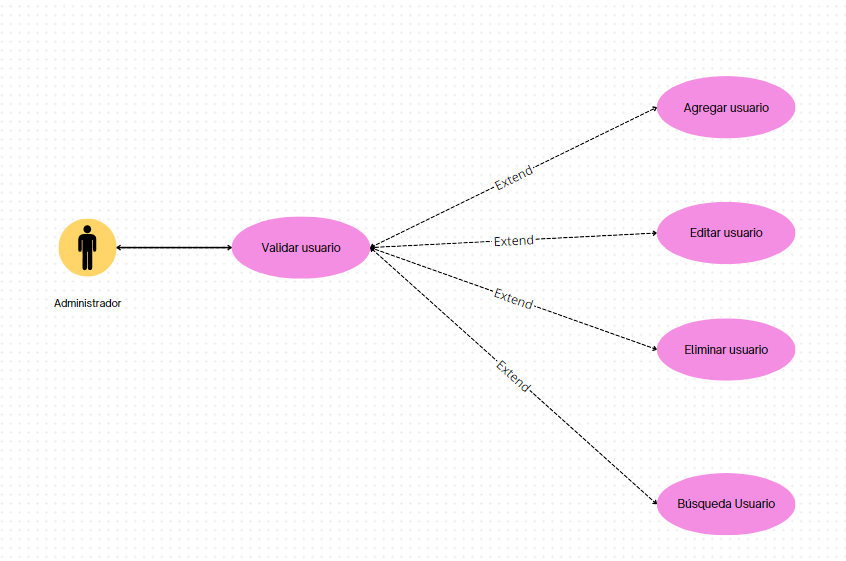 Agregar usuario
Extend
Editar usuario
Extend
Validar usuario
Administrador
Extend
Eliminar usuario
Extend
Búsqueda Usuario